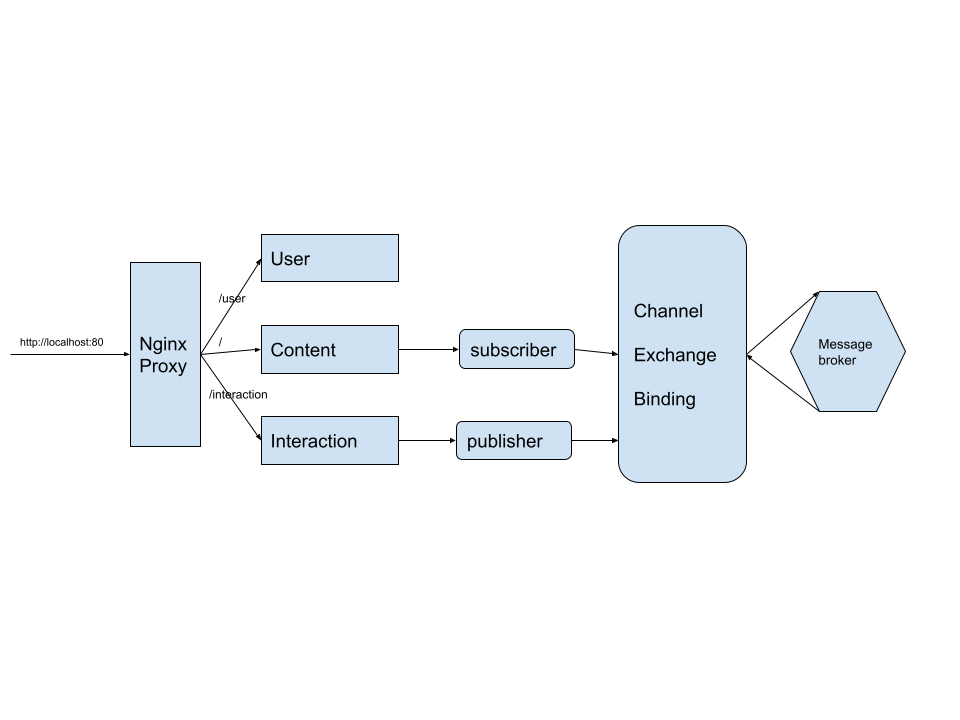 http://localhost:80
Nginx
Proxy
/user
/
/interaction
User
Content
Interaction
subscriber
publisher
Channel
Exchange
Binding
Message
broker